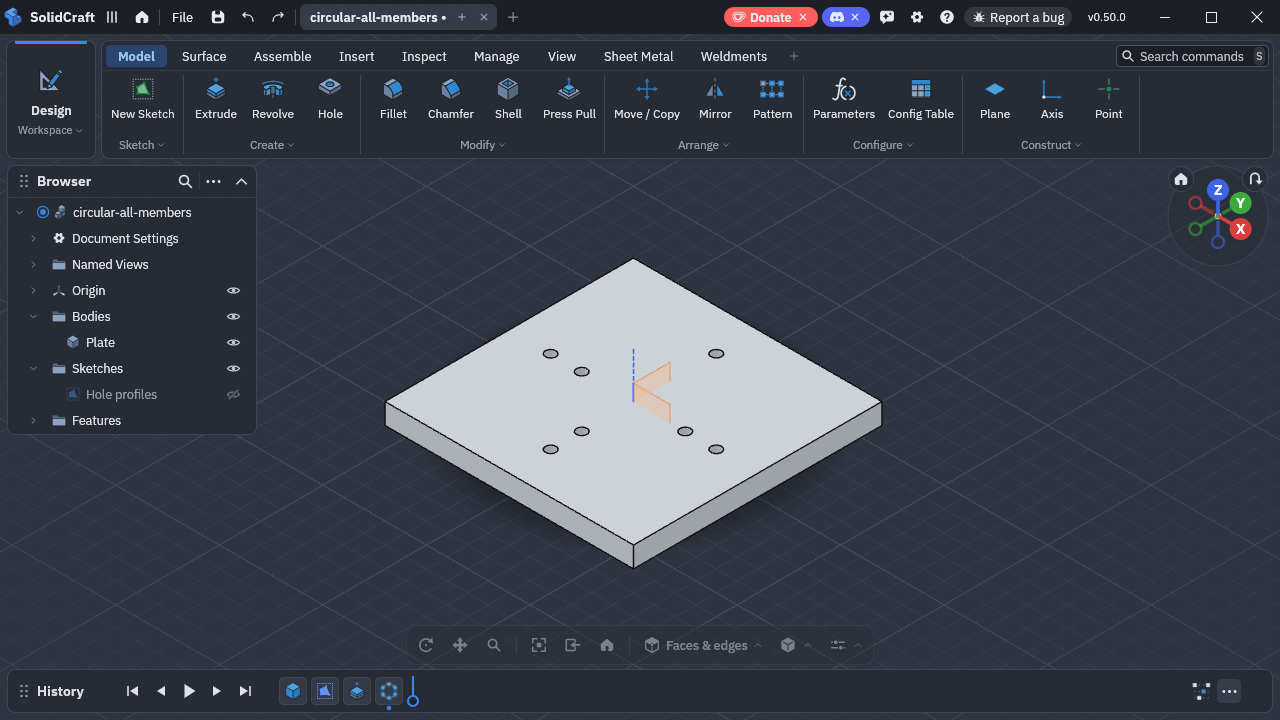 SolidCraft
File
circular-all-members •
Donate
Report a bug
v0.50.0
Design
Workspace
Model
Surface
Assemble
Insert
Inspect
Manage
View
Sheet Metal
Weldments
Search commands
S
New Sketch
Extrude
Revolve
Hole
Fillet
Chamfer
Shell
Press Pull
Move / Copy
Mirror
Pattern
Parameters
Config Table
Plane
Axis
Point
Sketch
Create
Modify
Arrange
Configure
Construct
Browser
circular-all-members
Document Settings
Named Views
Origin
Bodies
Plate
Sketches
Hole profiles
Features
Z
Y
X
Faces & edges
History